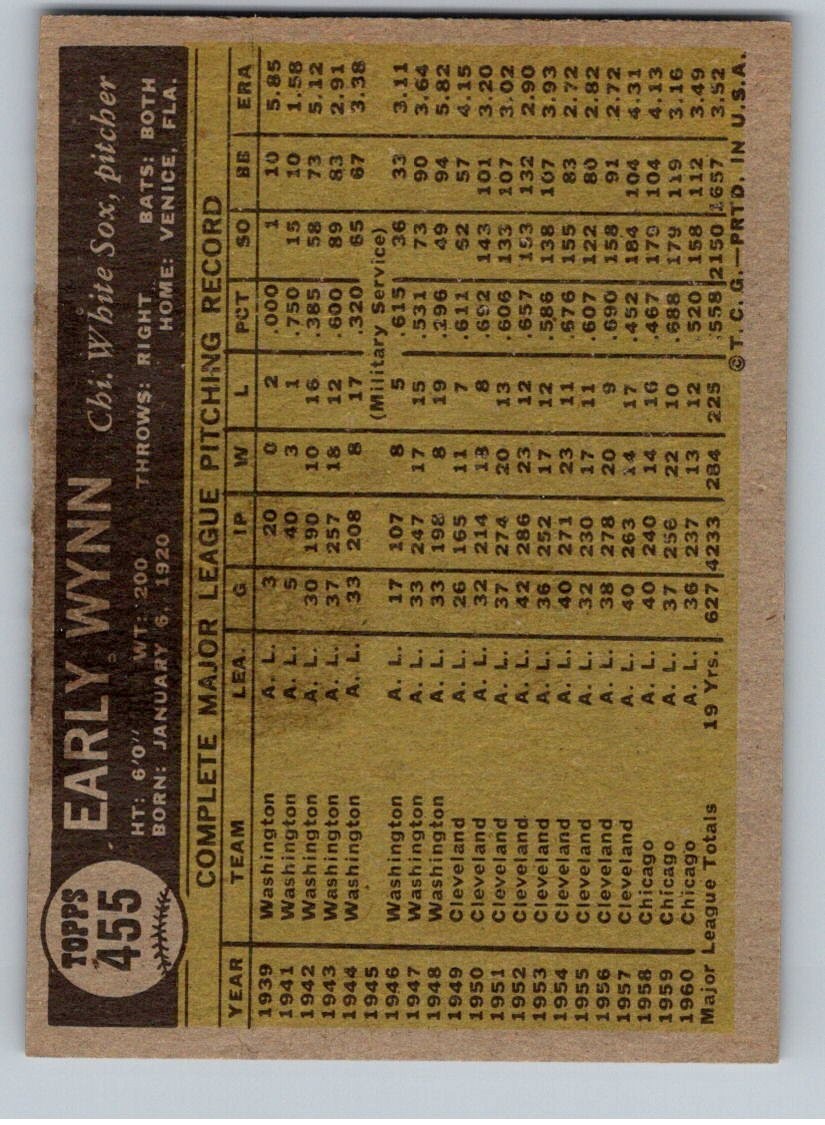 TOPPS
455
EARLY WYNN Chi. White Sox, pitcher
HT: 6'0" WT: 200 THROWS: RIGHT BATS: BOTH
BORN: JANUARY 6, 1920 HOME: VENICE, FLA.
COMPLETE MAJOR LEAGUE PITCHING RECORD
YEAR TEAM LEA. G IP W L PCT SO BB ERA
1939 Washington A. L. 3 20 0 2 .000 1 10 5.85
1941 Washington A. L. 5 40 3 1 .750 15 10 1.58
1942 Washington A. L. 30 190 10 16 .385 58 73 5.12
1943 Washington A. L. 37 257 18 12 .600 89 83 2.91
1944 Washington A. L. 33 208 8 17 .320 65 67 3.38
1945 (Military Service)
1946 Washington A. L. 17 107 8 5 .615 36 33 3.11
1947 Washington A. L. 33 247 17 15 .531 73 90 3.64
1948 Washington A. L. 33 198 8 19 .296 49 94 5.82
1949 Cleveland A. L. 26 165 11 7 .611 62 57 4.15
1950 Cleveland A. L. 32 214 18 8 .692 143 101 3.20
1951 Cleveland A. L. 37 274 20 13 .606 133 107 3.02
1952 Cleveland A. L. 42 286 23 12 .657 153 132 2.90
1953 Cleveland A. L. 36 252 17 12 .586 138 107 3.93
1954 Cleveland A. L. 40 271 23 11 .676 155 83 2.72
1955 Cleveland A. L. 32 230 17 11 .607 122 80 2.82
1956 Cleveland A. L. 38 278 20 9 .690 158 91 2.72
1957 Cleveland A. L. 40 263 14 17 .452 184 104 4.31
1958 Chicago A. L. 40 240 14 16 .467 179 104 4.13
1959 Chicago A. L. 37 256 22 10 .688 179 119 3.16
1960 Chicago A. L. 36 237 13 12 .520 158 112 3.49
Major League Totals 19 Yrs. 627 4233 284 225 .558 2150 1657 3.52
© T. C. G.—PRTD. IN U.S.A.